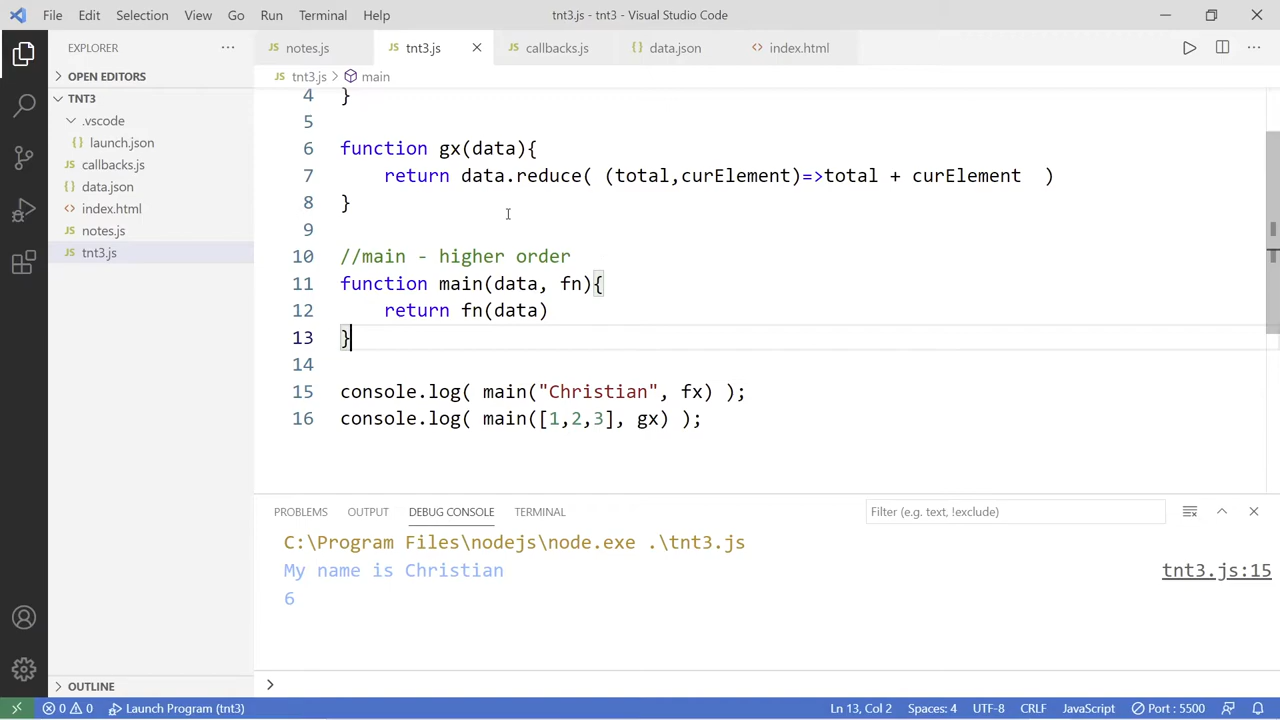 File Edit Selection View Go Run Terminal Help tnt3.js - tnt3 - Visual Studio Code
EXPLORER
notes.js tnt3.js callbacks.js data.json index.html
OPEN EDITORS
tnt3.js main
TNT3
.vscode
launch.json
callbacks.js
data.json
index.html
notes.js
tnt3.js
4 }
5
6 function gx(data){
7 return data.reduce( (total,curElement)=>total + curElement )
8 }
9
10 //main - higher order
11 function main(data, fn){
12 return fn(data)
13 }
14
15 console.log( main("Christian", fx) );
16 console.log( main([1,2,3], gx) );
PROBLEMS OUTPUT DEBUG CONSOLE TERMINAL Filter (e.g. text, !exclude)
C:\Program Files\nodejs\node.exe .\tnt3.js
My name is Christian tnt3.js:15
6
OUTLINE
0 0 Launch Program (tnt3) Ln 13, Col 2 Spaces: 4 UTF-8 CRLF JavaScript Port : 5500